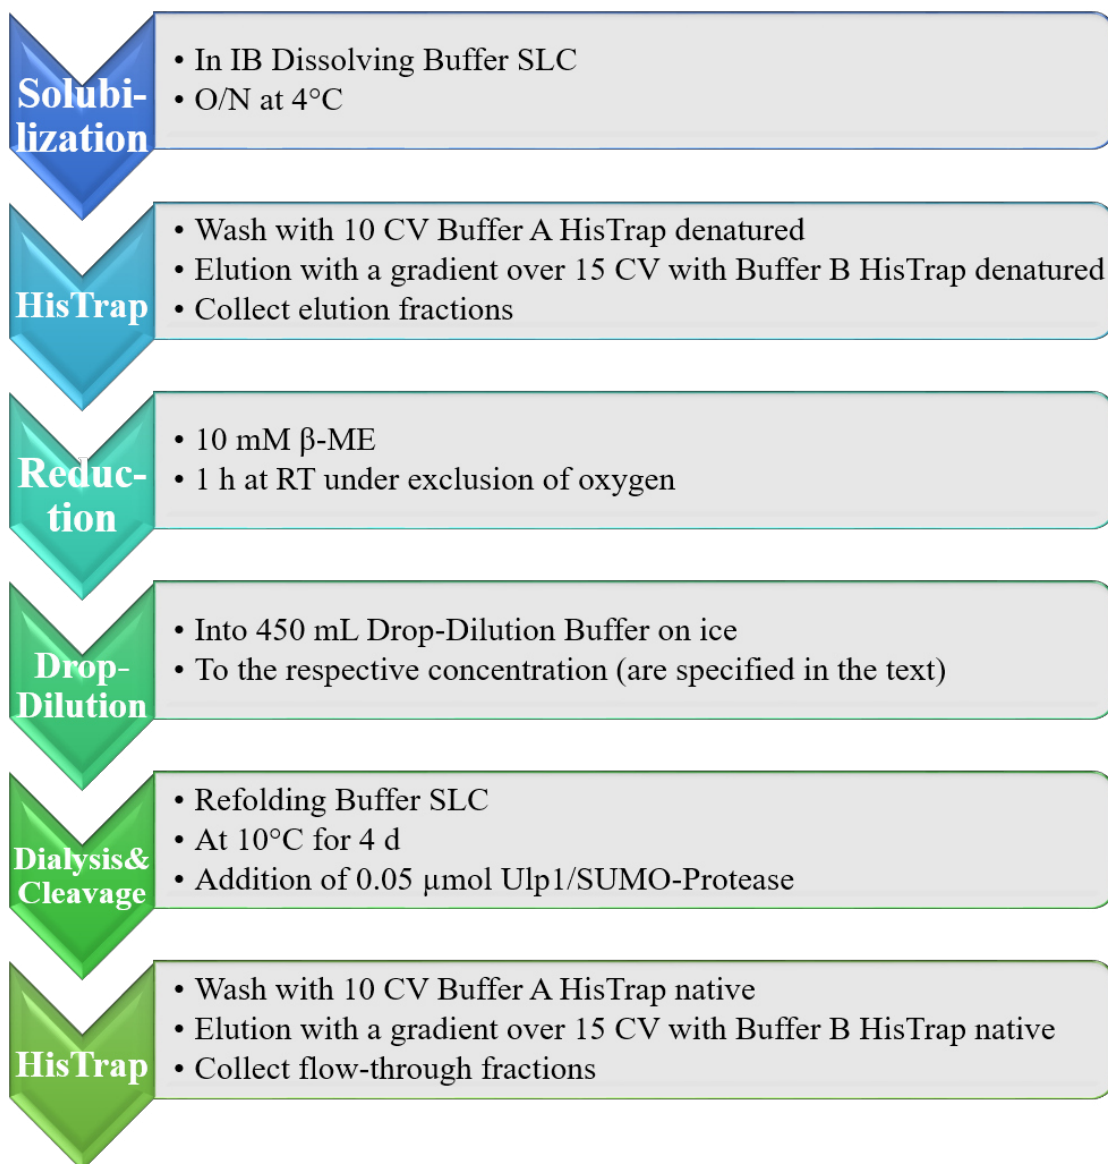 Solubi-
lization
• In IB Dissolving Buffer SLC
• O/N at 4°C
HisTrap
• Wash with 10 CV Buffer A HisTrap denatured
• Elution with a gradient over 15 CV with Buffer B HisTrap denatured
• Collect elution fractions
Reduc-
tion
• 10 mM β-ME
• 1 h at RT under exclusion of oxygen
Drop-
Dilution
• Into 450 mL Drop-Dilution Buffer on ice
• To the respective concentration (are specified in the text)
Dialysis&
Cleavage
• Refolding Buffer SLC
• At 10°C for 4 d
• Addition of 0.05 µmol Ulp1/SUMO-Protease
HisTrap
• Wash with 10 CV Buffer A HisTrap native
• Elution with a gradient over 15 CV with Buffer B HisTrap native
• Collect flow-through fractions